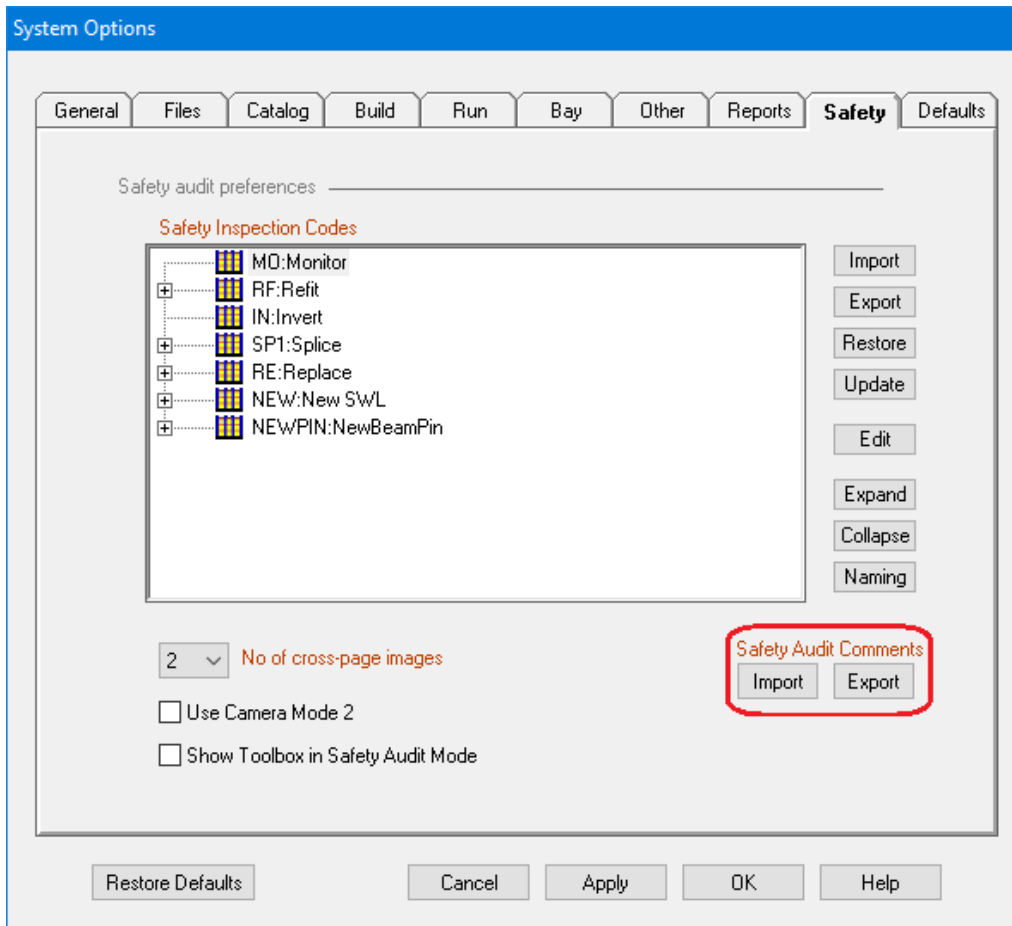 System Options
General Files Catalog Build Run Bay Other Reports Safety Defaults
Safety audit preferences
Safety Inspection Codes
MO:Monitor
RF:Refit
IN:Invert
SP1:Splice
RE:Replace
NEW:New SWL
NEWPIN:NewBeamPin
Import
Export
Restore
Update
Edit
Expand
Collapse
Naming
2 No of cross-page images
Use Camera Mode 2
Show Toolbox in Safety Audit Mode
Safety Audit Comments
Import Export
Restore Defaults Cancel Apply OK Help